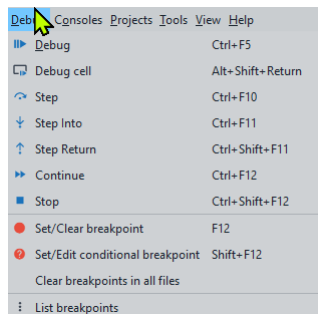 Debug Consoles Projects Tools View Help
Debug Ctrl+F5
Debug cell Alt+Shift+Return
Step Ctrl+F10
Step Into Ctrl+F11
Step Return Ctrl+Shift+F11
Continue Ctrl+F12
Stop Ctrl+Shift+F12
Set/Clear breakpoint F12
Set/Edit conditional breakpoint Shift+F12
Clear breakpoints in all files
List breakpoints